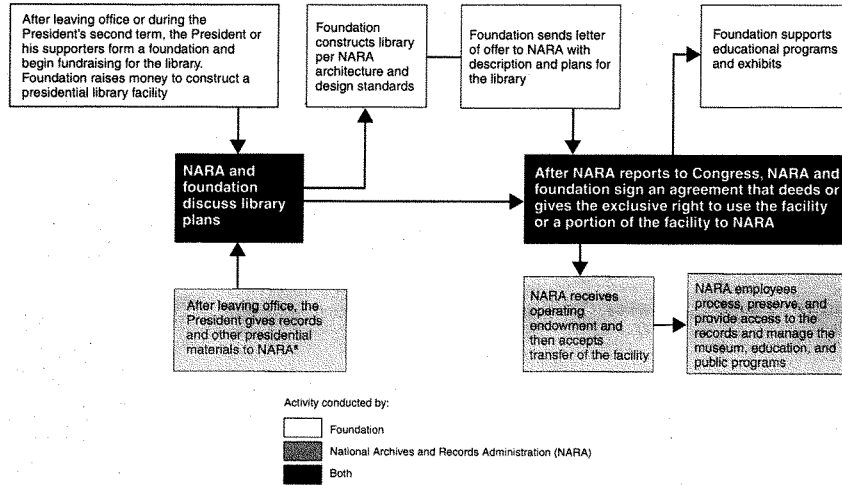 After leaving office or during the
President's second term, the President or
his supporters form a foundation and
begin fundraising for the library.
Foundation raises money to construct a
presidential library facility
Foundation
constructs library
per NARA
architecture and
design standards
Foundation sends letter
of offer to NARA with
description and plans for
the library
Foundation supports
educational programs
and exhibits
NARA and
foundation
discuss library
plans
After NARA reports to Congress, NARA and
foundation sign an agreement that deeds or
gives the exclusive right to use the facility
or a portion of the facility to NARA
After leaving office, the
President gives records
and other presidential
materials to NARAª
NARA receives
operating
endowment and
then accepts
transfer of the facility
NARA employees
process, preserve, and
provide access to the
records and manage the
museum, education, and
public programs
Activity conducted by:
Foundation
National Archives and Records Administration (NARA)
Both